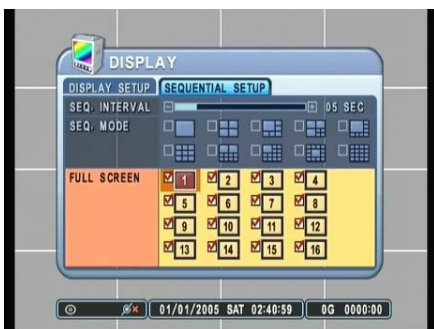 DISPLAY
DISPLAY SETUP SEQUENTIAL SETUP
SEQ. INTERVAL 05 SEC
SEQ. MODE
FULL SCREEN 1 2 3 4
5 6 7 8
9 10 11 12
13 14 15 16
01/01/2005 SAT 02:40:59 0G 0000:00